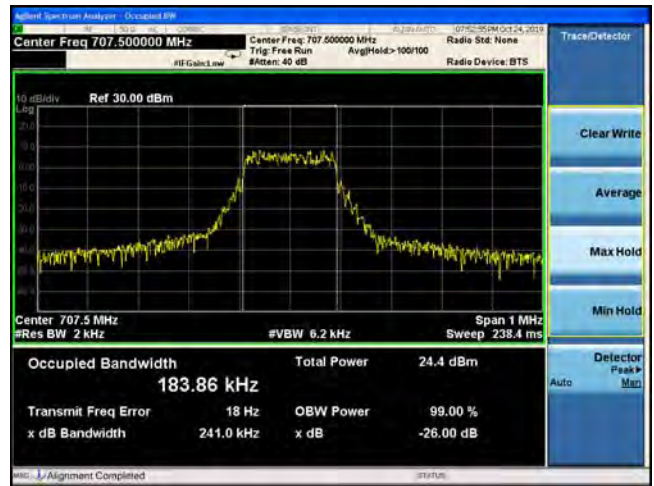 Agilent Spectrum Analyzer - Occupied BW
07:52:55 PM Oct 24, 2019
Center Freq 707.500000 MHz
Center Freq: 707.500000 MHz
Radio Std: None
Trace/Detector
Trig: Free Run
Avg|Hold:>100/100
#IFGain:Low
#Atten: 40 dB
Radio Device: BTS
10 dB/div
Ref 30.00 dBm
Log
Clear Write
Average
Max Hold
Min Hold
Center 707.5 MHz
Span 1 MHz
#Res BW 2 kHz
#VBW 6.2 kHz
Sweep 238.4 ms
Occupied Bandwidth
Total Power
24.4 dBm
183.86 kHz
Detector
Peak▶
Auto
Man
Transmit Freq Error
18 Hz
OBW Power
99.00 %
x dB Bandwidth
241.0 kHz
x dB
-26.00 dB
MSG
Alignment Completed
STATUS